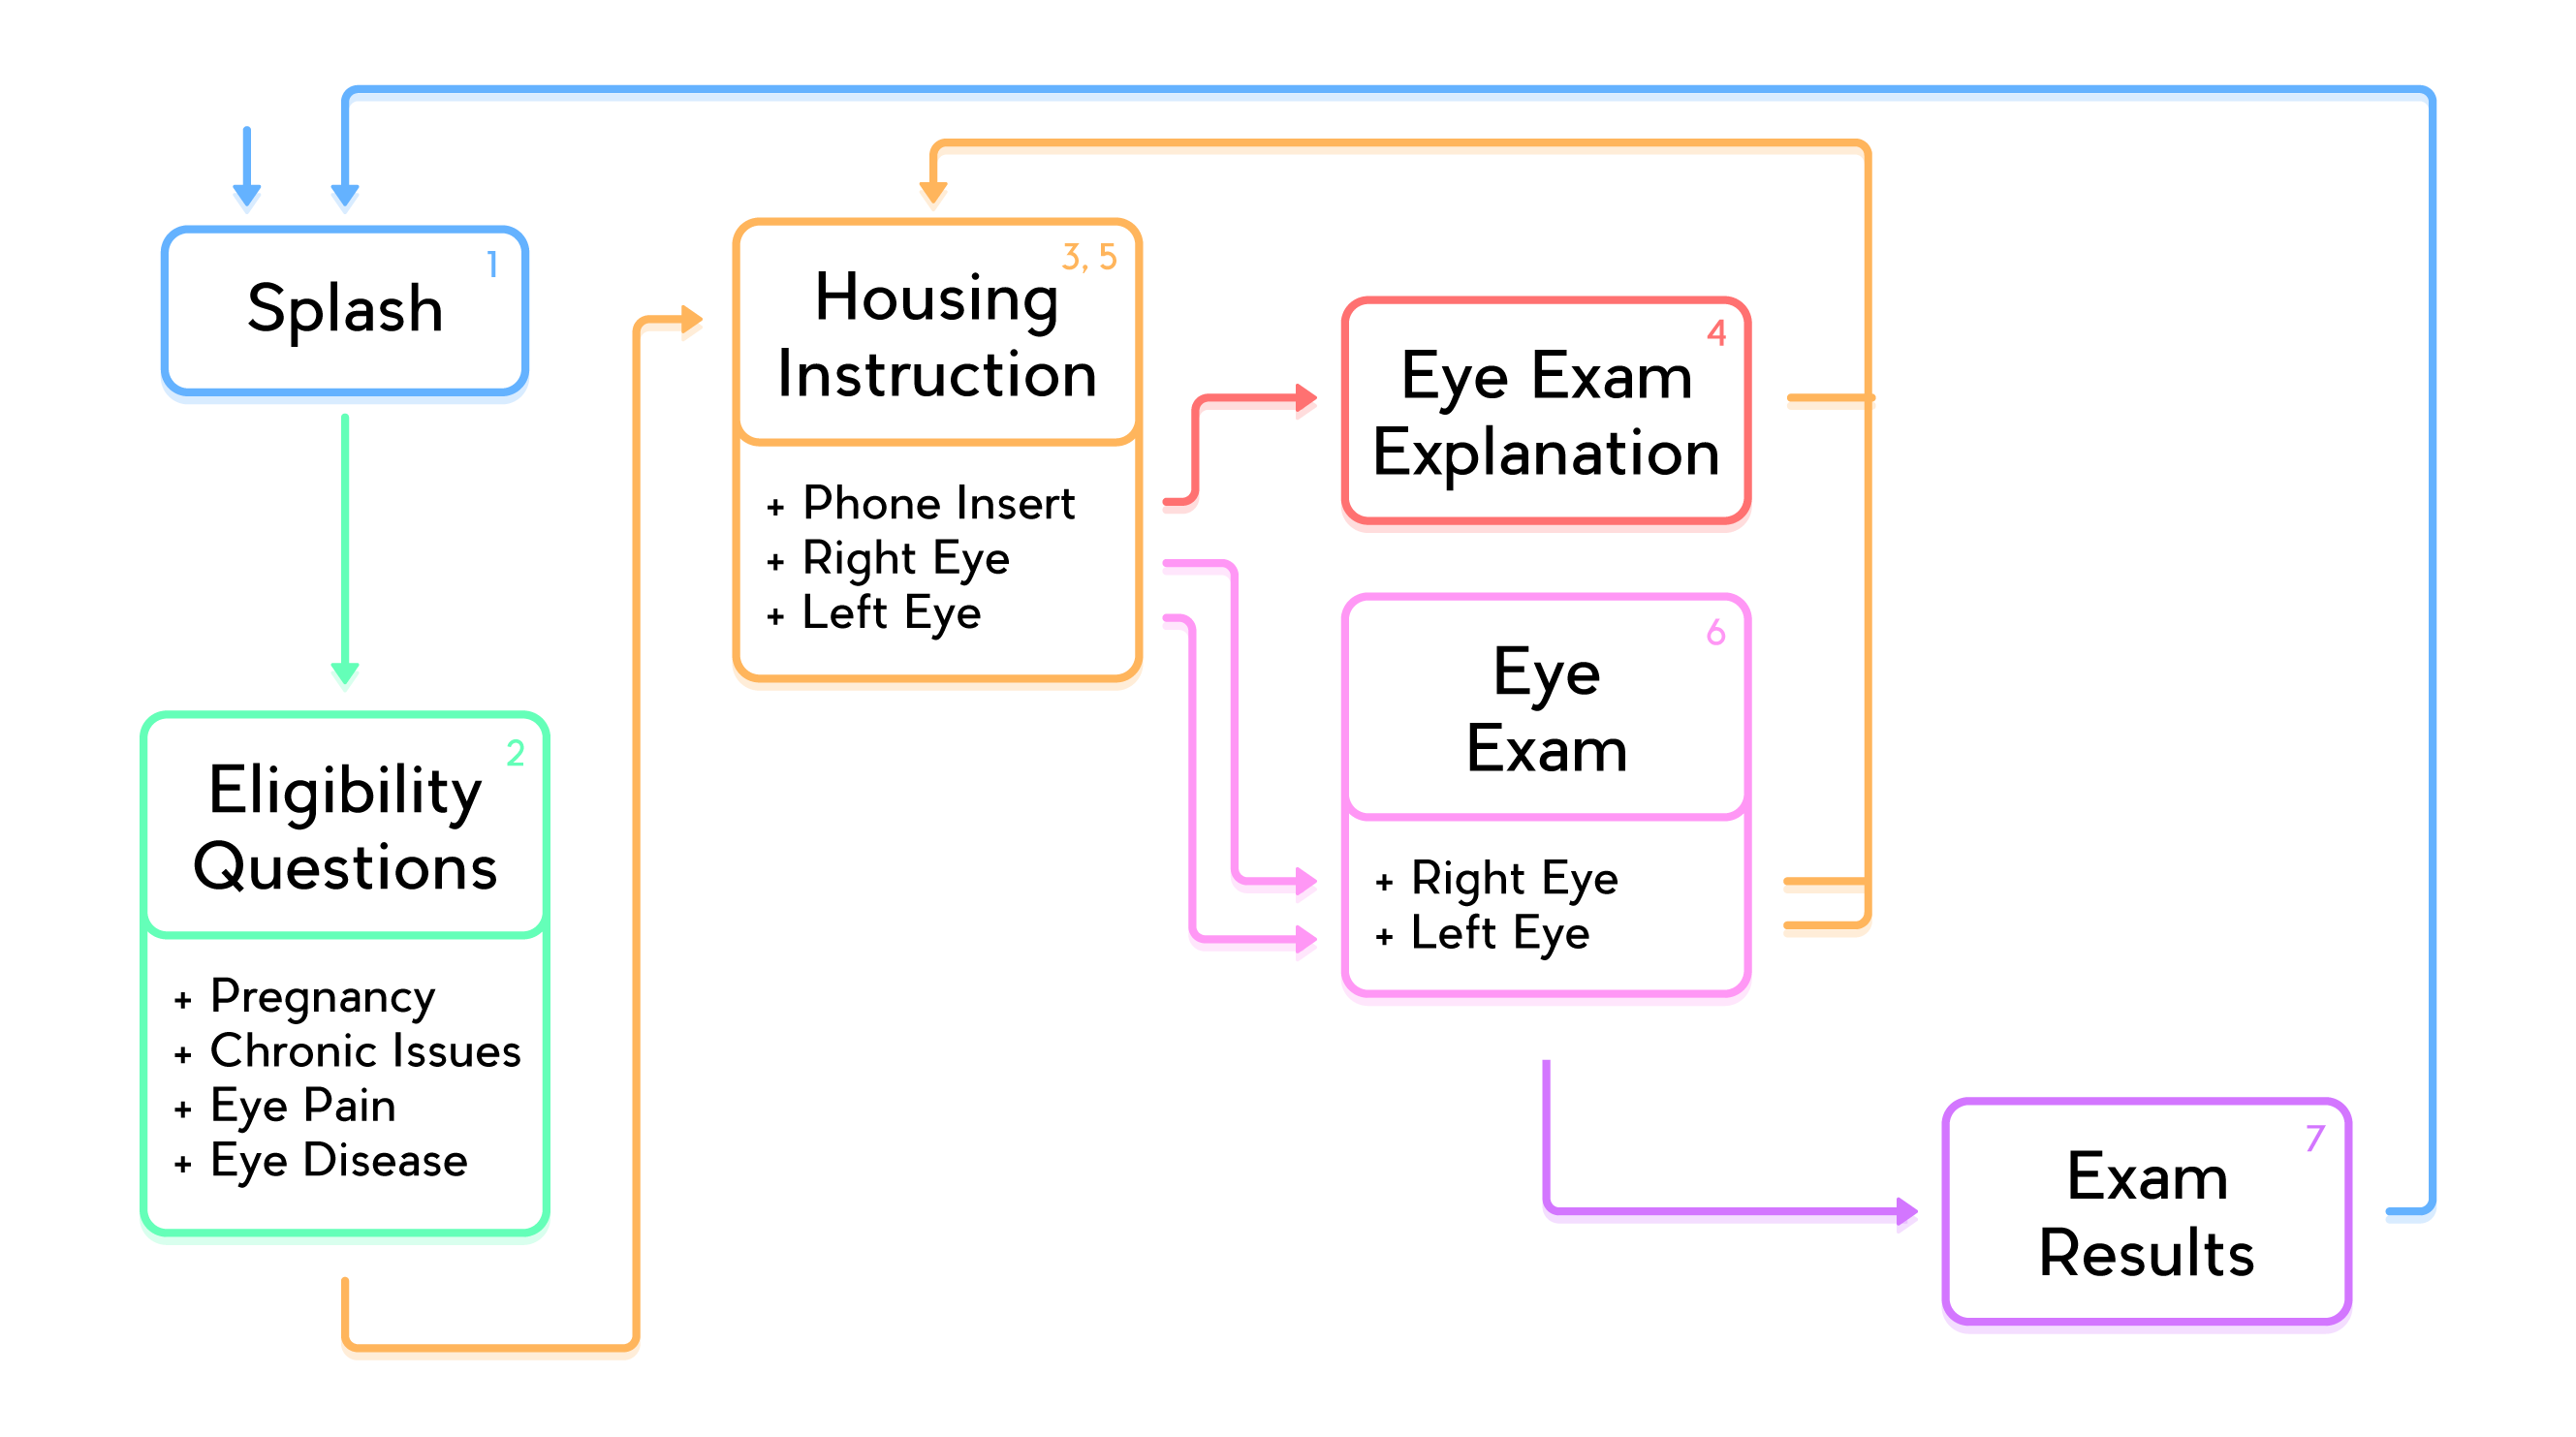 1
Splash
2
Eligibility
Questions
+ Pregnancy
+ Chronic Issues
+ Eye Pain
+ Eye Disease
3, 5
Housing
Instruction
+ Phone Insert
+ Right Eye
+ Left Eye
4
Eye Exam
Explanation
6
Eye
Exam
+ Right Eye
+ Left Eye
7
Exam
Results